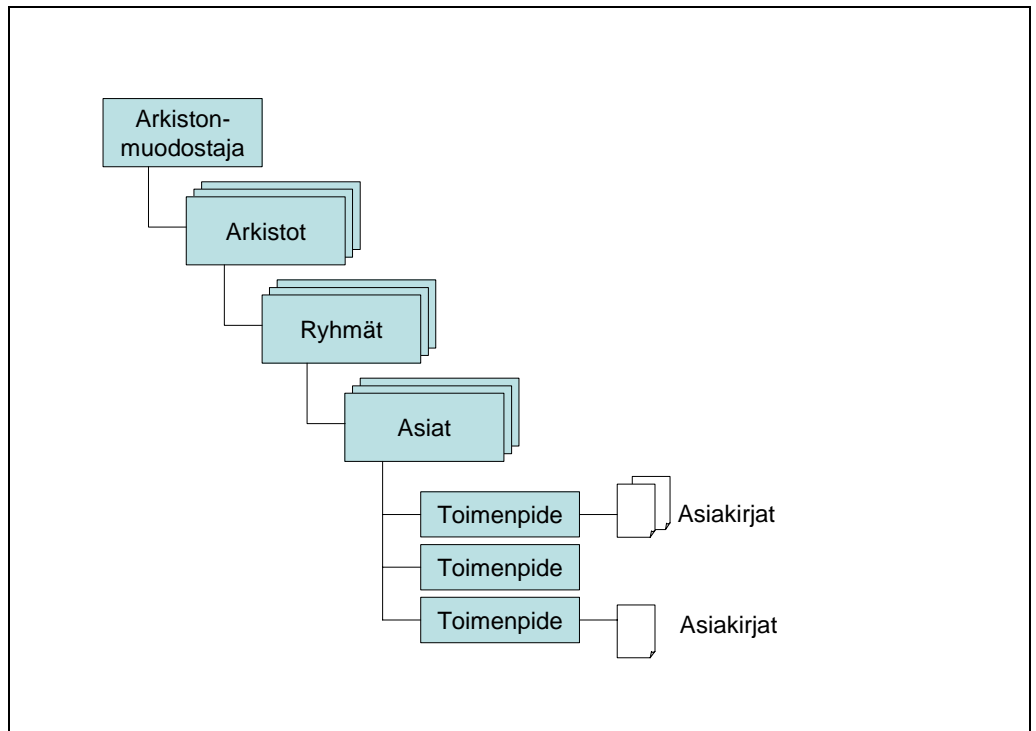 Arkiston-
muodostaja
Arkistot
Ryhmät
Asiat
Toimenpide
Asiakirjat
Toimenpide
Toimenpide
Asiakirjat